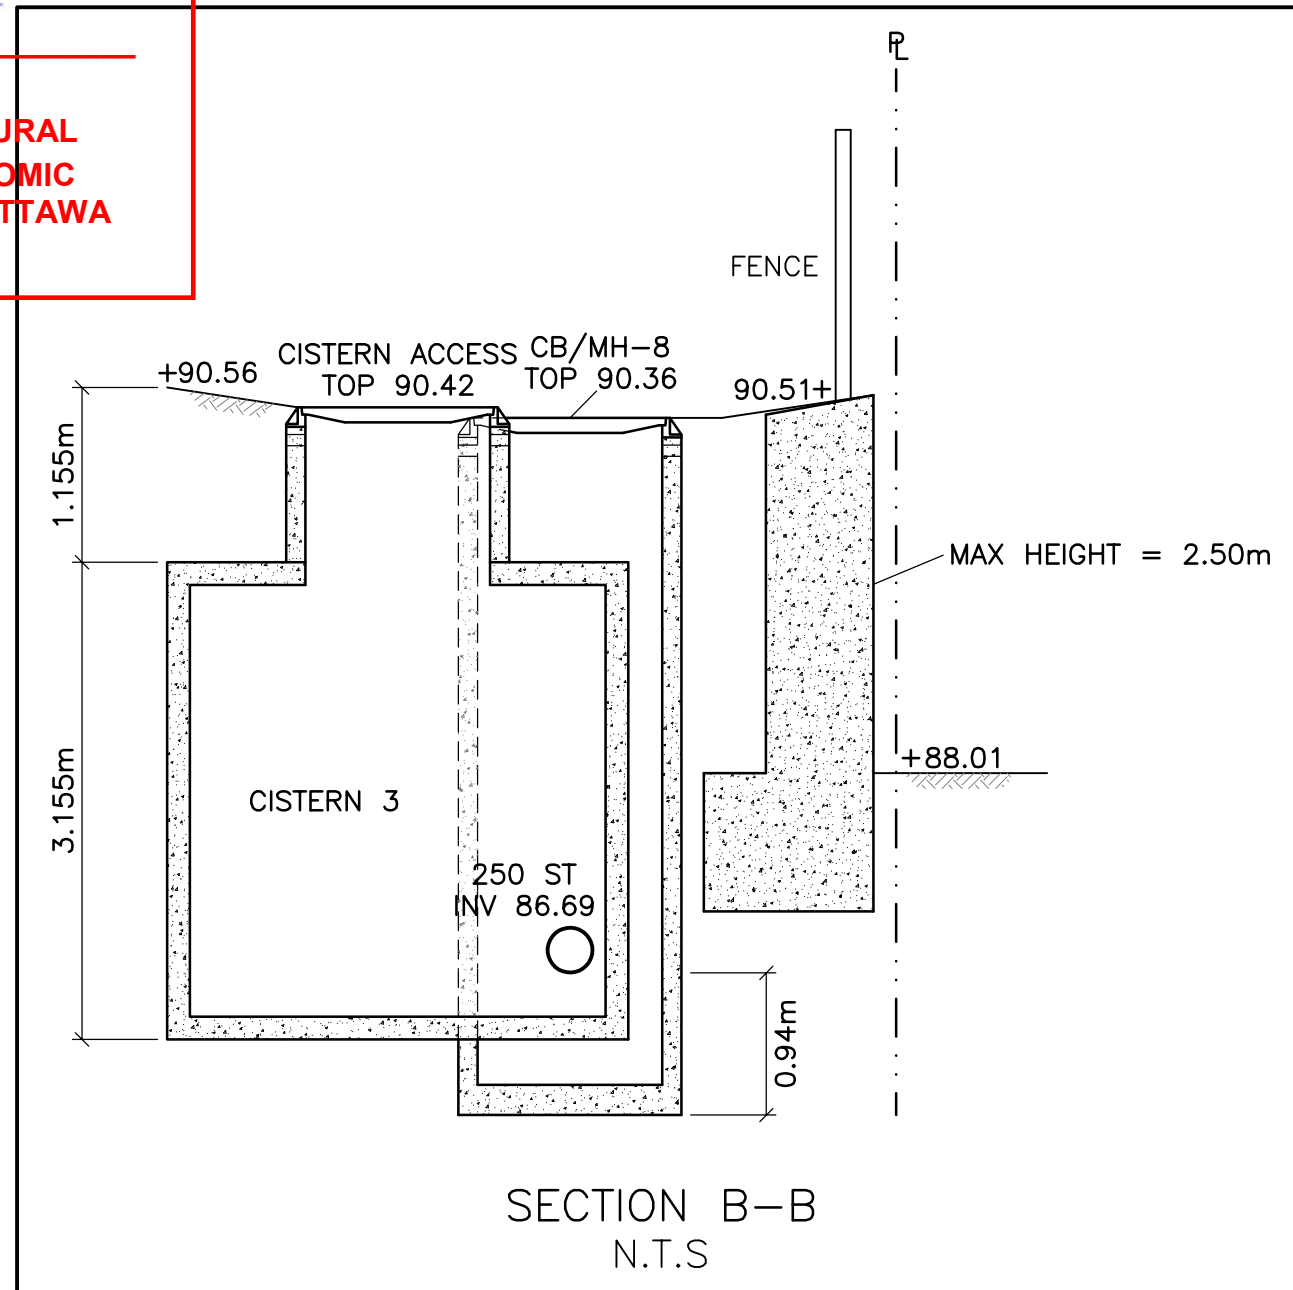 URAL
OMIC
TTAWA
PL
FENCE
CISTERN ACCESS
TOP 90.42
CB/MH-8
TOP 90.36
+90.56
90.51+
1.155m
MAX HEIGHT = 2.50m
+88.01
3.155m
CISTERN 3
250 ST
INV 86.69
0.94m
SECTION B-B
N.T.S